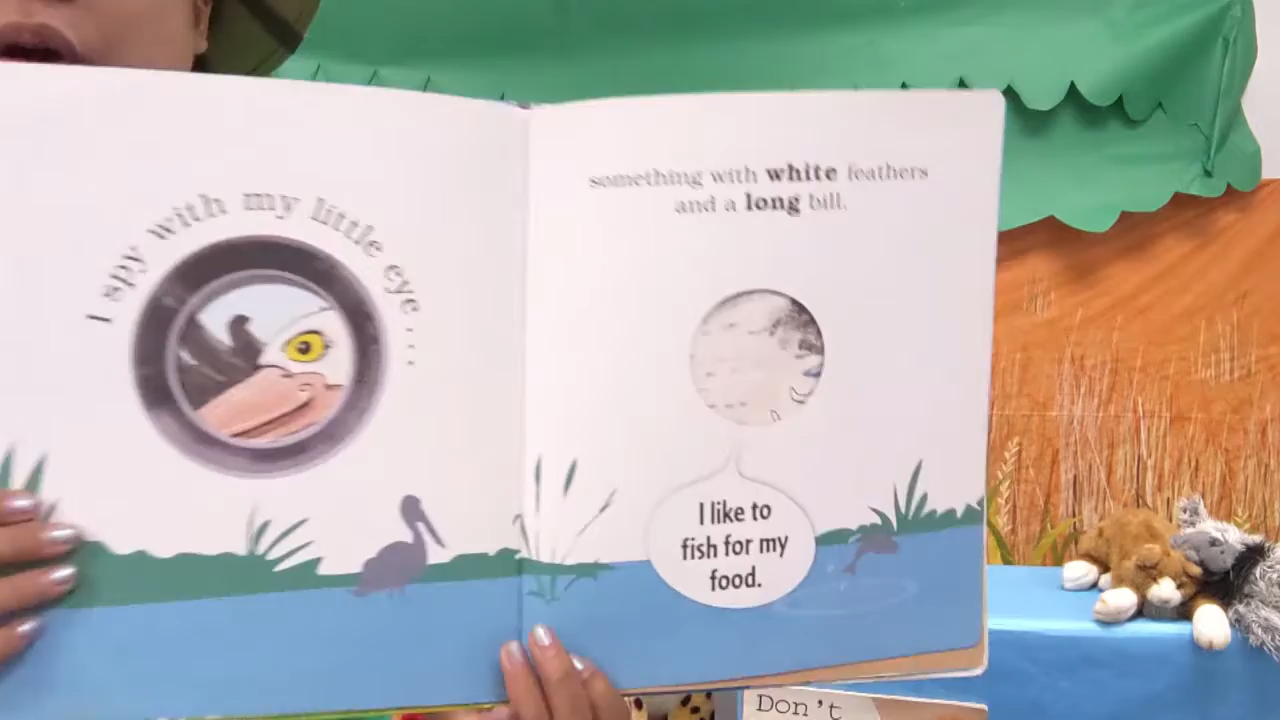 I spy with my little eye . . . .
something with white feathers
and a long bill.
I like to
fish for my
food.
Don't